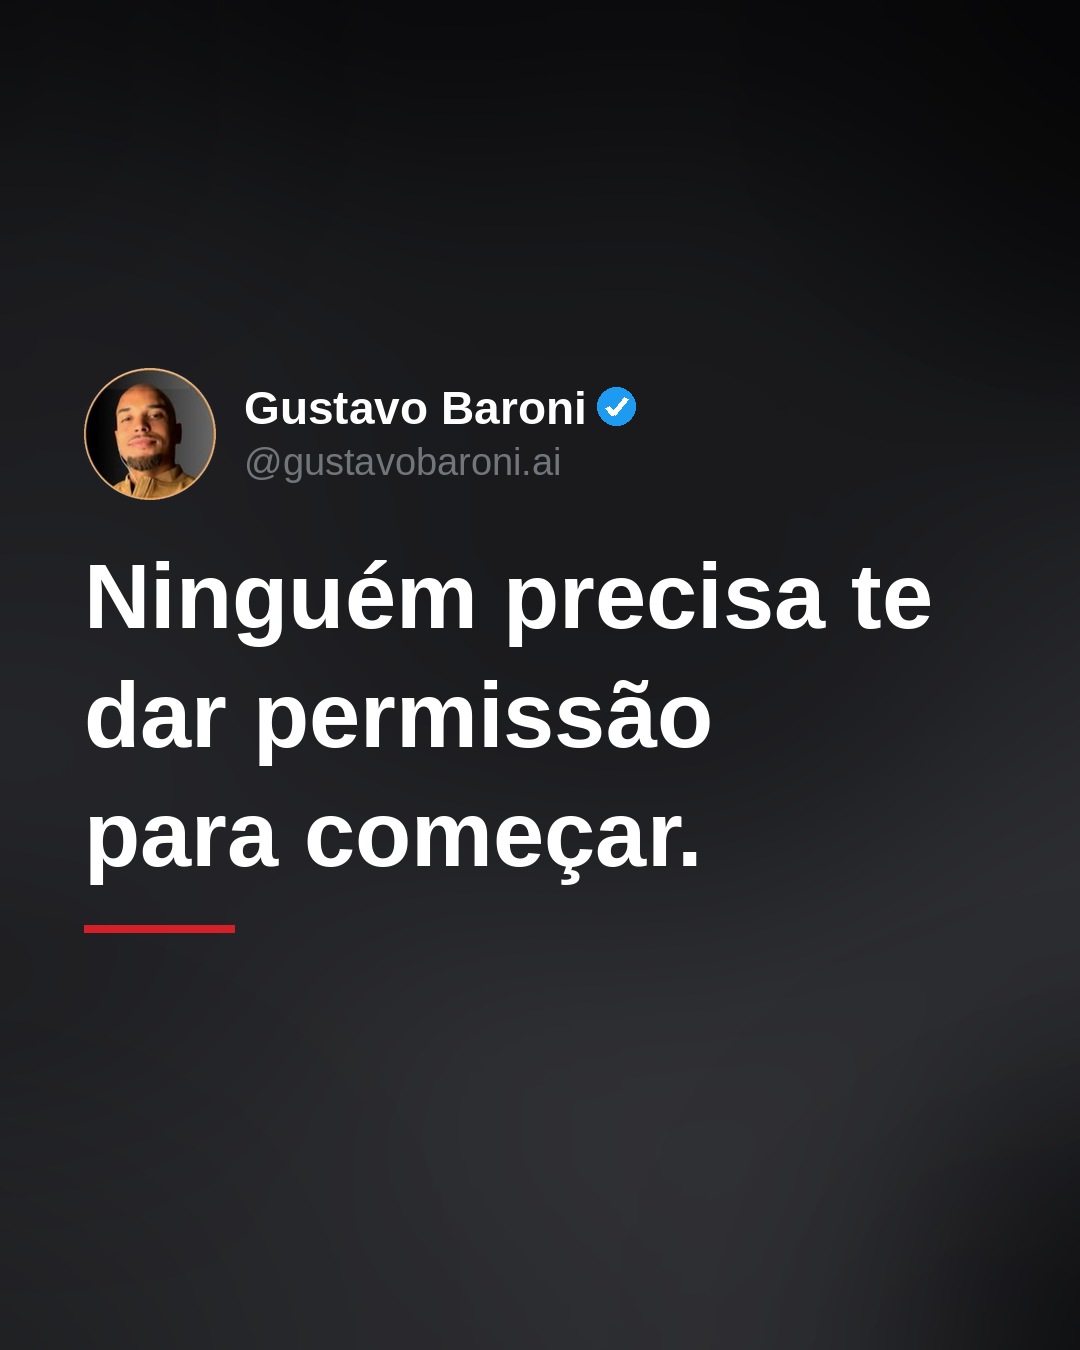 Gustavo Baroni
@gustavobaroni.ai
Ninguém precisa te
dar permissão
para começar.